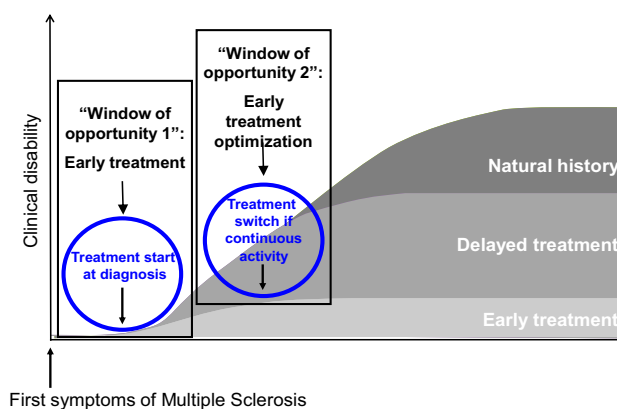 Clinical disability
“Window of
opportunity 1”:
Early treatment
Treatment start
at diagnosis
“Window of
opportunity 2”:
Early
treatment
optimization
Treatment
switch if
continuous
activity
Natural history
Delayed treatment
Early treatment
First symptoms of Multiple Sclerosis